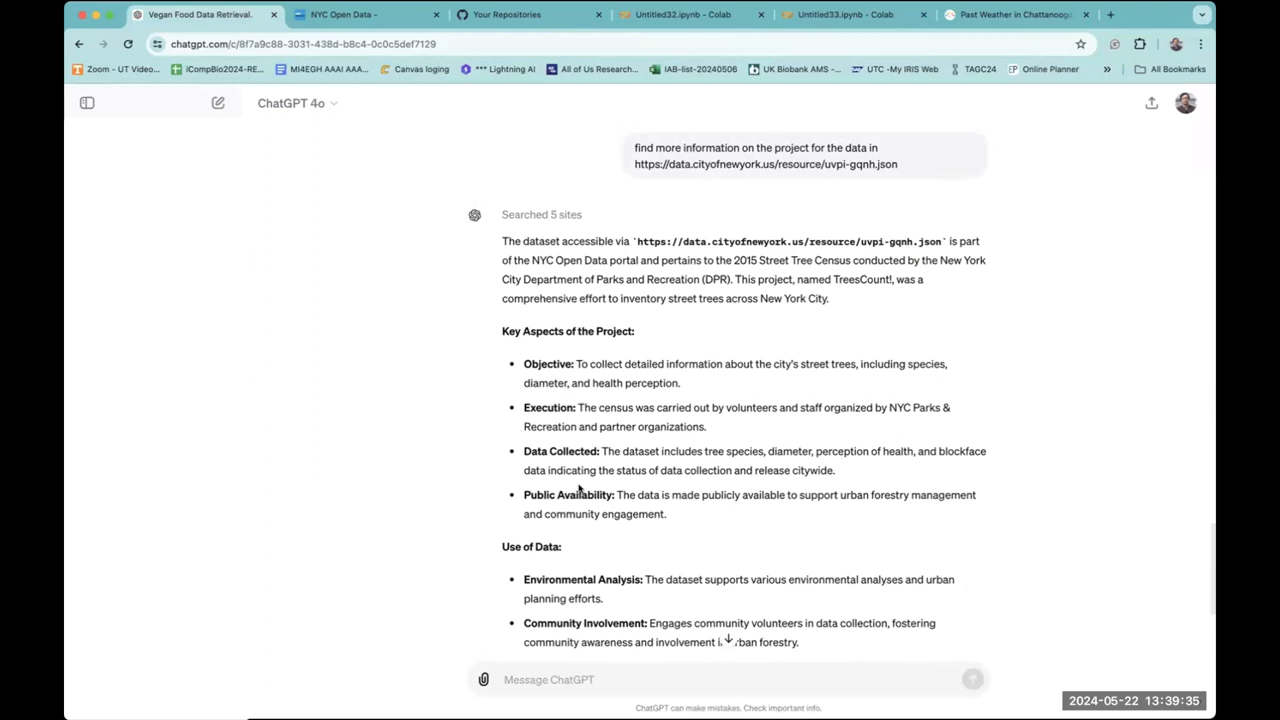 Vegan Food Data Retrieval.
NYC Open Data -
Your Repositories
Untitled32.ipynb - Colab
Untitled33.ipynb - Colab
Past Weather in Chattanooga
chatgpt.com/c/8f7a9c88-3031-438d-b8c4-0c0c5def7129
Zoom - UT Video...
iCompBio2024-RE...
MI4EGH AAAI AAA...
Canvas loging
*** Lightning AI
All of Us Research...
IAB-list-20240506
UK Biobank AMS -...
UTC -My IRIS Web
TAGC24
Online Planner
All Bookmarks
ChatGPT 4o
find more information on the project for the data in
https://data.cityofnewyork.us/resource/uvpi-gqnh.json
Searched 5 sites
The dataset accessible via `https://data.cityofnewyork.us/resource/uvpi-gqnh.json` is part
of the NYC Open Data portal and pertains to the 2015 Street Tree Census conducted by the New York
City Department of Parks and Recreation (DPR). This project, named TreesCount!, was a
comprehensive effort to inventory street trees across New York City.
Key Aspects of the Project:
• Objective: To collect detailed information about the city's street trees, including species,
diameter, and health perception.
• Execution: The census was carried out by volunteers and staff organized by NYC Parks &
Recreation and partner organizations.
• Data Collected: The dataset includes tree species, diameter, perception of health, and blockface
data indicating the status of data collection and release citywide.
• Public Availability: The data is made publicly available to support urban forestry management
and community engagement.
Use of Data:
• Environmental Analysis: The dataset supports various environmental analyses and urban
planning efforts.
• Community Involvement: Engages community volunteers in data collection, fostering
community awareness and involvement in urban forestry.
Message ChatGPT
ChatGPT can make mistakes. Check important info.
2024-05-22 13:39:35